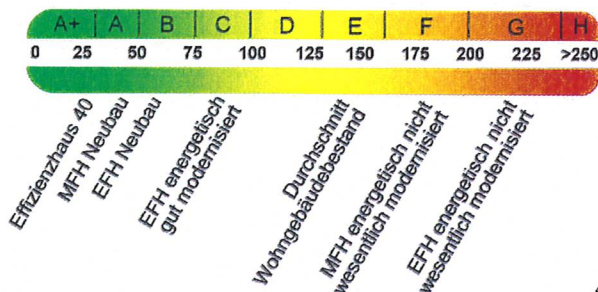 A+ A B C D E F G H
0 25 50 75 100 125 150 175 200 225 >250
Effizienzhaus 40
MFH Neubau
EFH Neubau
EFH energetisch
gut modernisiert
Durchschnitt
Wohngebäudebestand
MFH energetisch nicht
wesentlich modernisiert
EFH energetisch nicht
wesentlich modernisiert